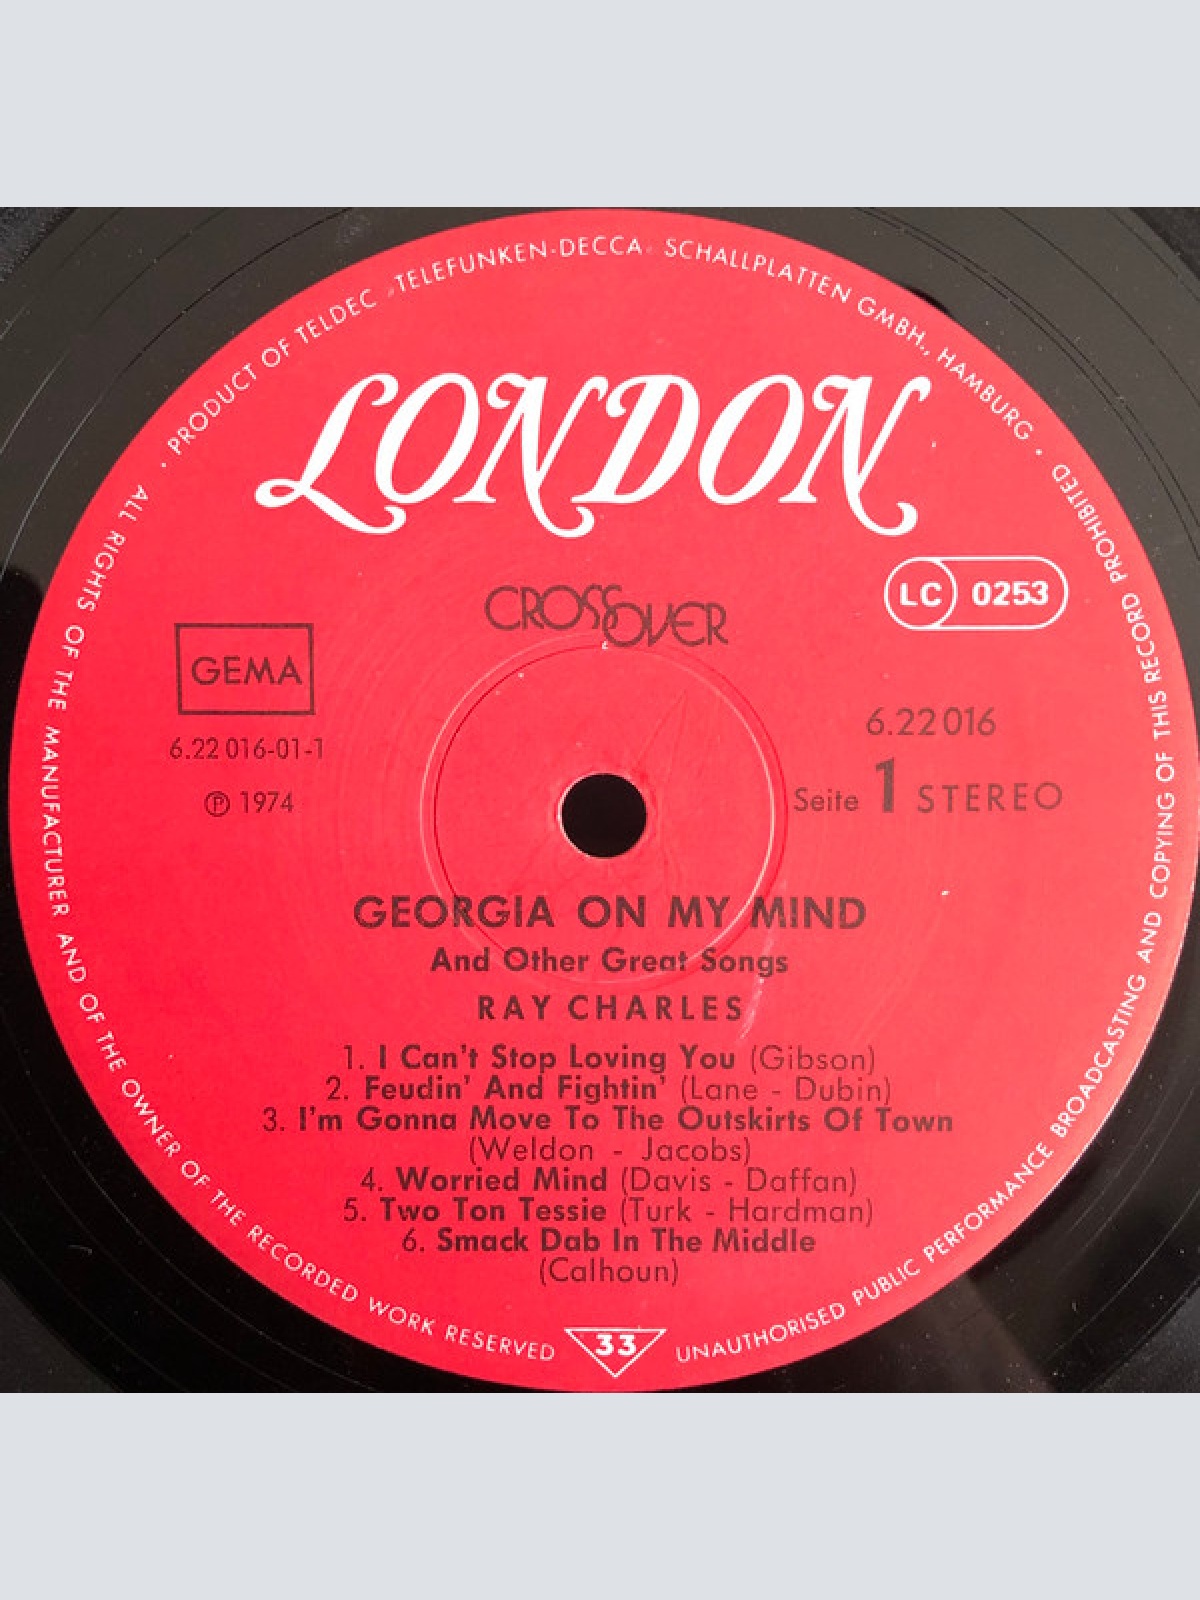 · PRODUCT OF TELDEC »TELEFUNKEN-DECCA« SCHALLPLATTEN GMBH., HAMBURG ·
LONDON
CROSSOVER
LC 0253
GEMA
6.22016
6.22 016-01-1
Seite 1 STEREO
℗ 1974
GEORGIA ON MY MIND
And Other Great Songs
RAY CHARLES
1. I Can't Stop Loving You (Gibson)
2. Feudin' And Fightin' (Lane - Dubin)
3. I'm Gonna Move To The Outskirts Of Town
(Weldon - Jacobs)
4. Worried Mind (Davis - Daffan)
5. Two Ton Tessie (Turk - Hardman)
6. Smack Dab In The Middle
(Calhoun)
33
ALL RIGHTS OF THE MANUFACTURER AND OF THE OWNER OF THE RECORDED WORK RESERVED
UNAUTHORISED PUBLIC PERFORMANCE BROADCASTING AND COPYING OF THIS RECORD PROHIBITED